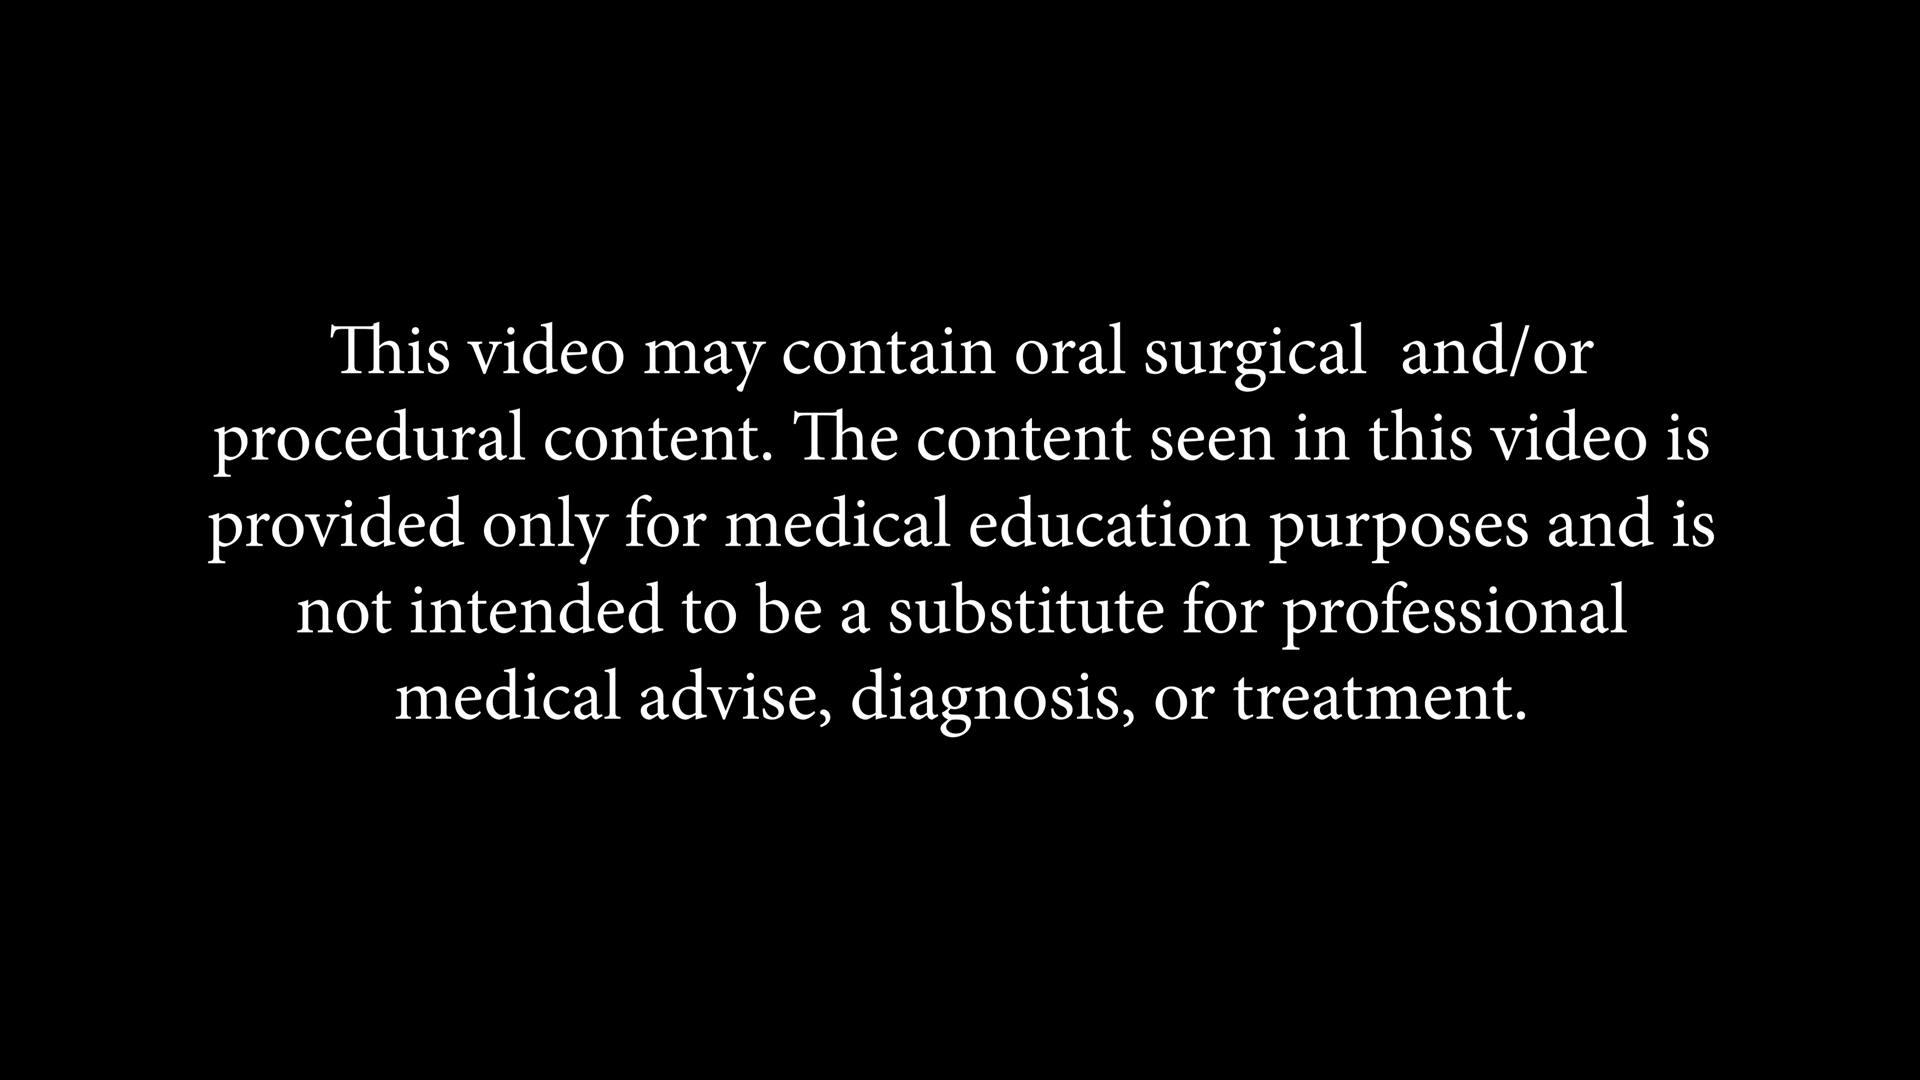 This video may contain oral surgical  and/or
procedural content. The content seen in this video is
provided only for medical education purposes and is
not intended to be a substitute for professional
medical advise, diagnosis, or treatment.